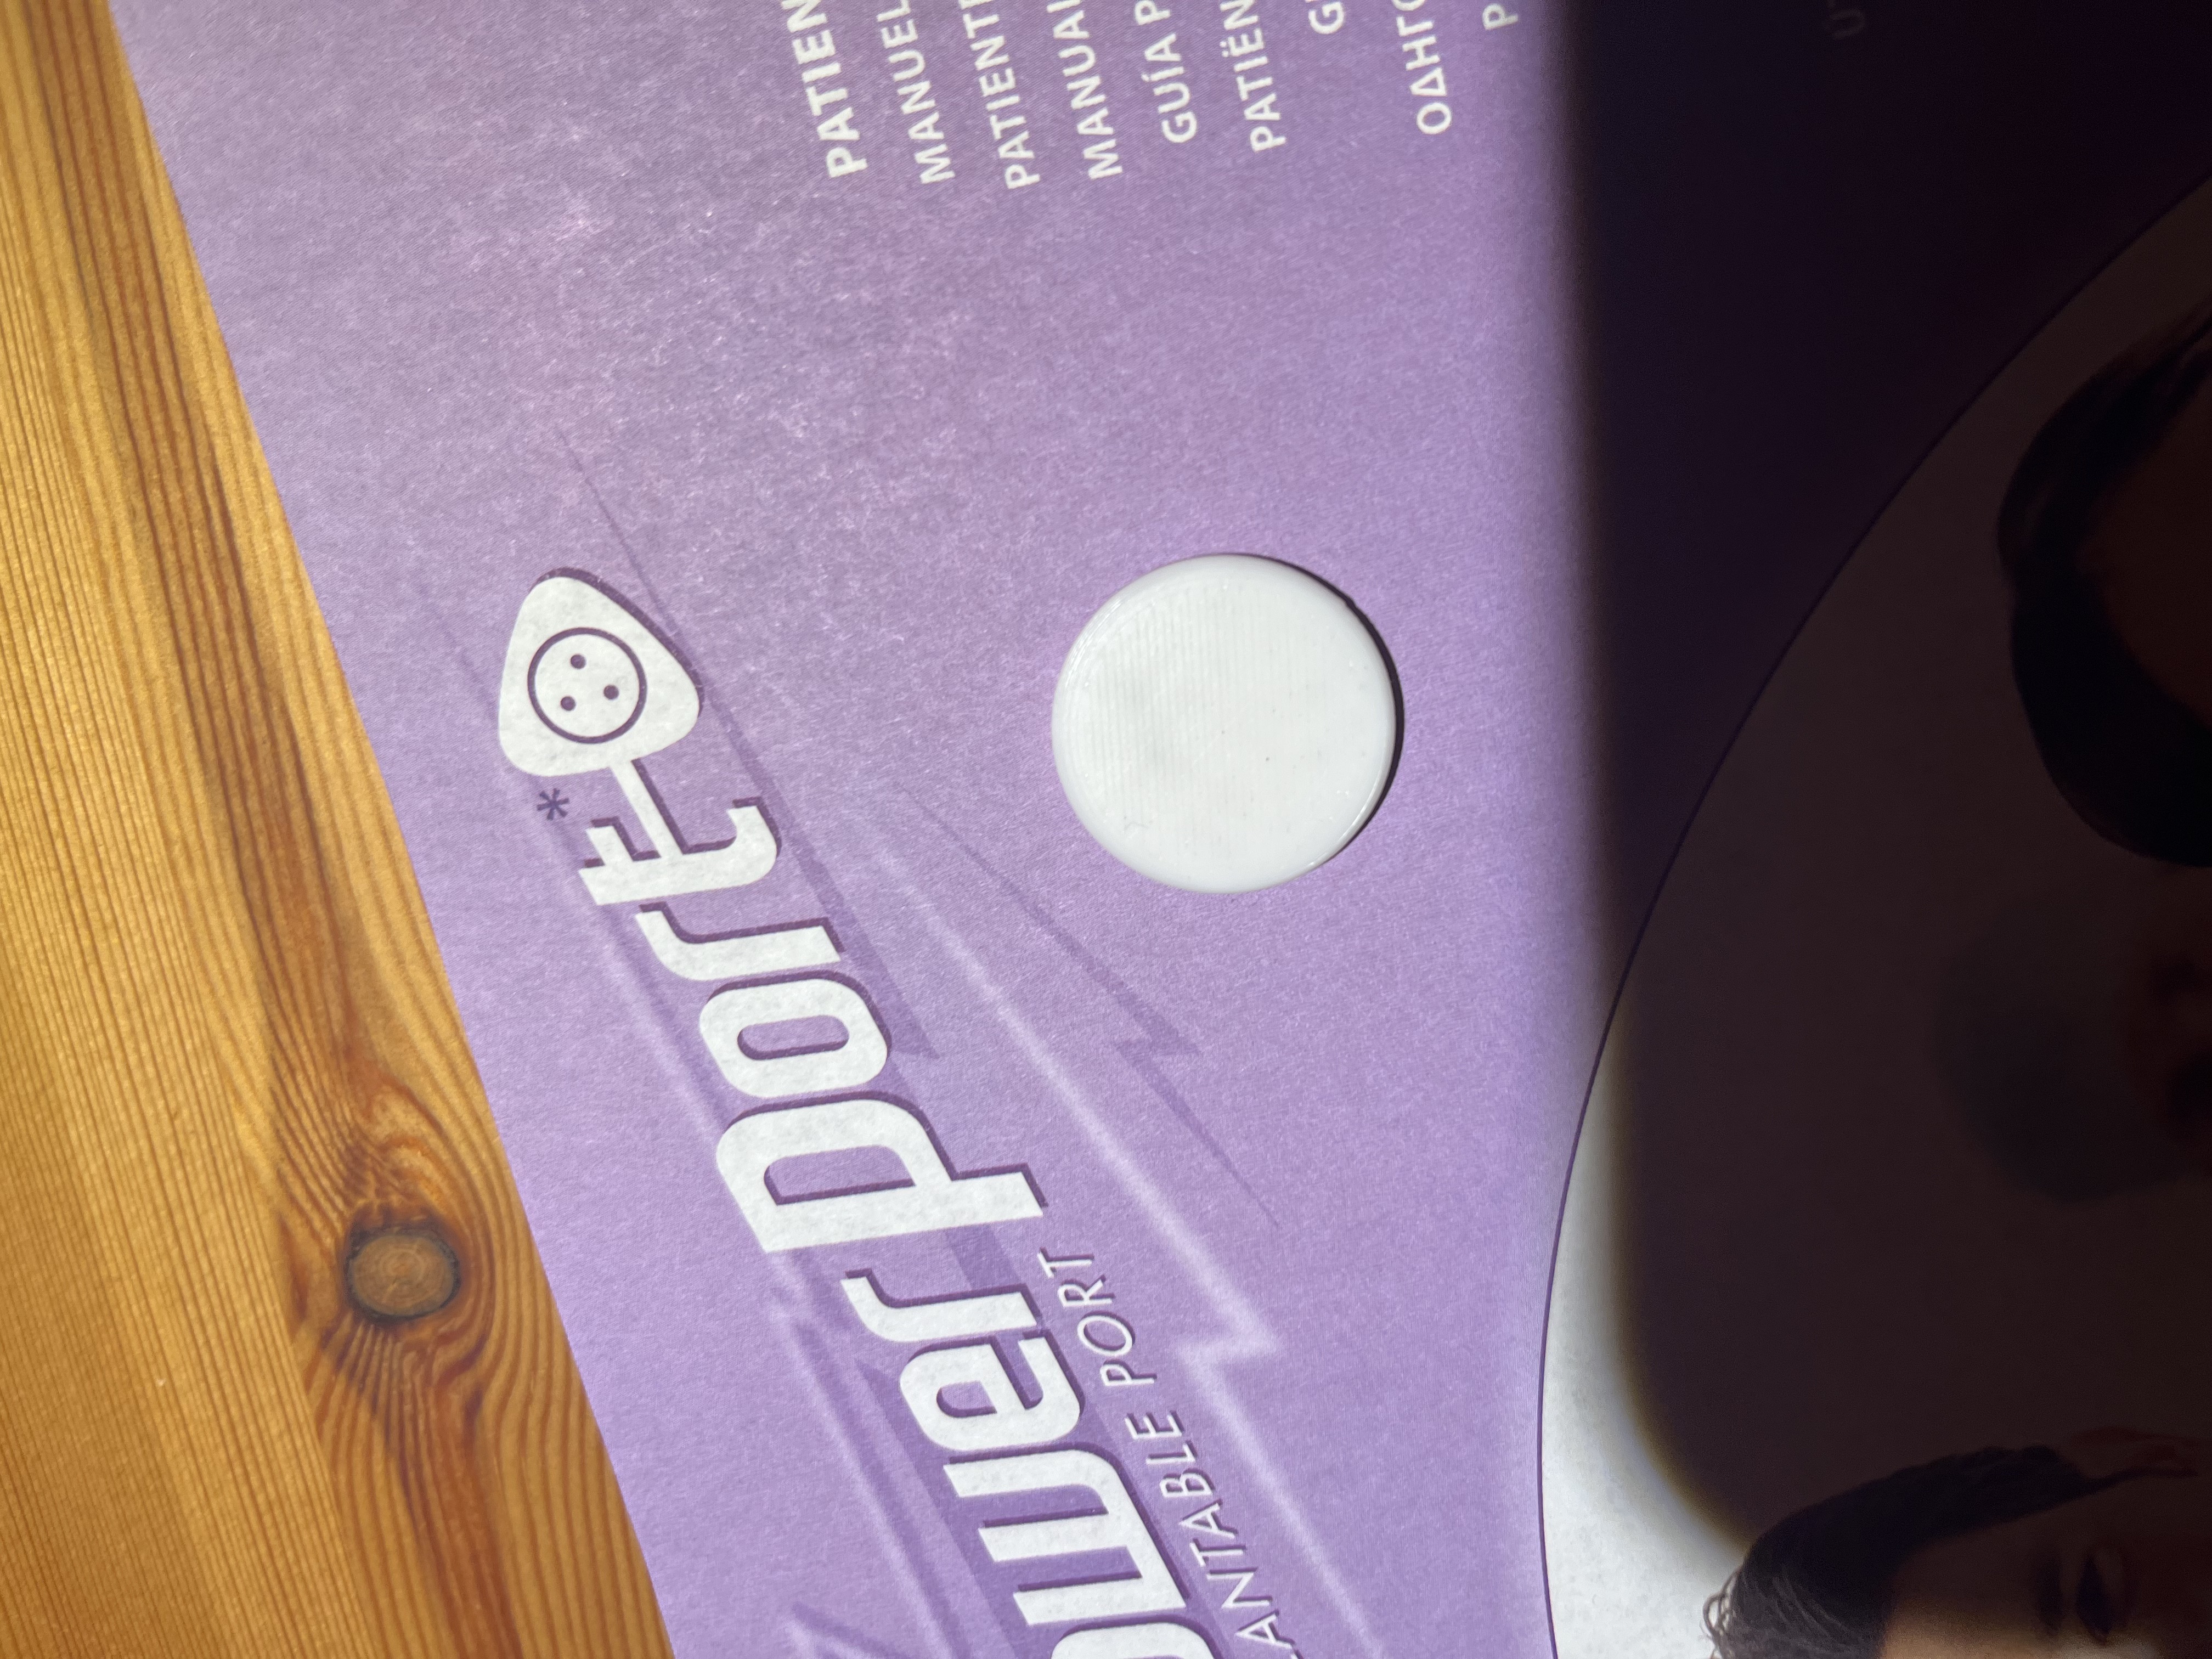 owerPort*
LANTABLE PORT
PATIEN
MANUEL
PATIENT
MANUAL
GUÍA P
PATIËN
G
ΟΔΗΓΟ
P